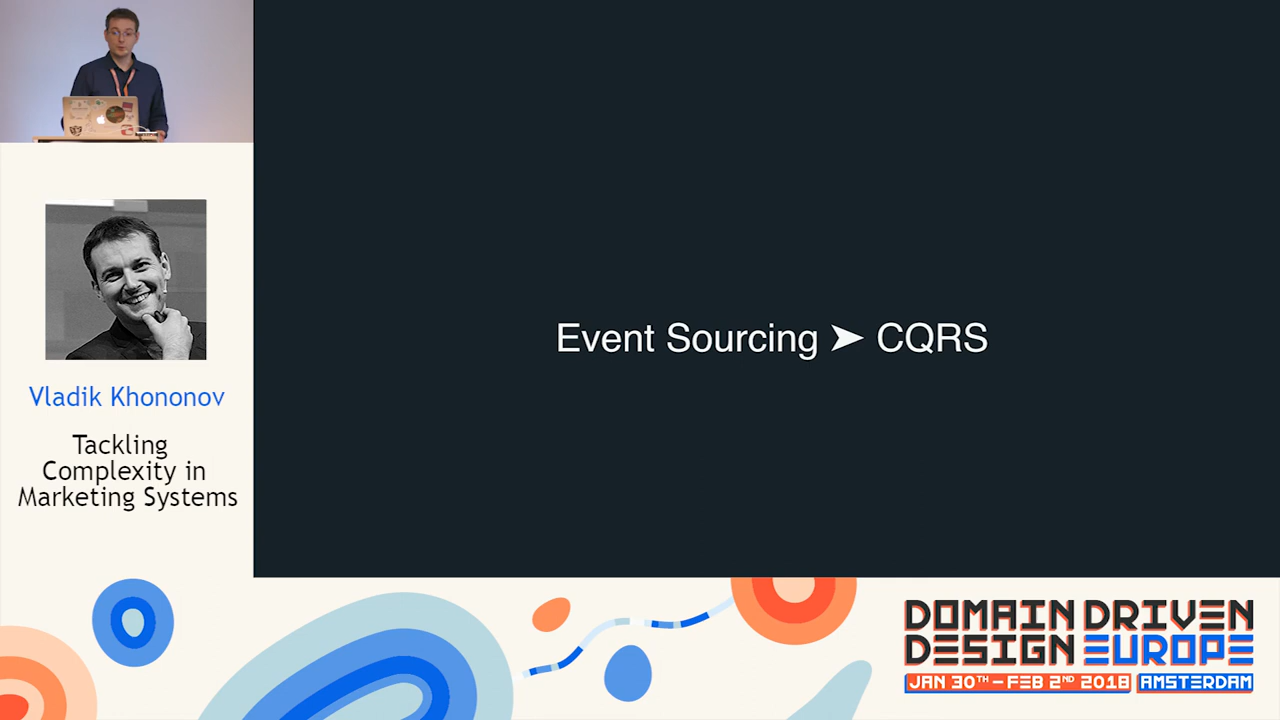 Event Sourcing ➤ CQRS
Vladik Khononov
Tackling
Complexity in
Marketing Systems
DOMAIN DRIVEN
DESIGN EUROPE
JAN 30TH - FEB 2ND 2018 AMSTERDAM